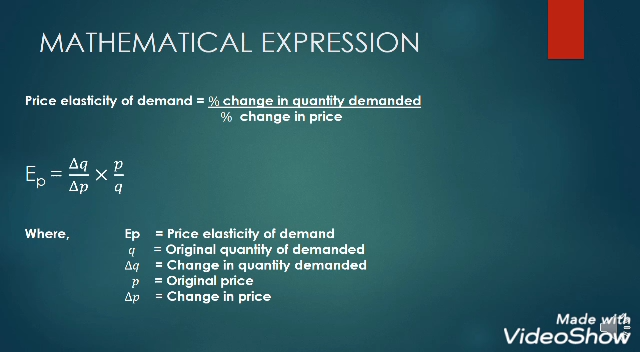 MATHEMATICAL EXPRESSION
Price elasticity of demand = % change in quantity demanded
% change in price
Ep = Δq/Δp × p/q
Where, Ep = Price elasticity of demand
q = Original quantity of demanded
Δq = Change in quantity demanded
p = Original price
Δp = Change in price
Made with
VideoShow